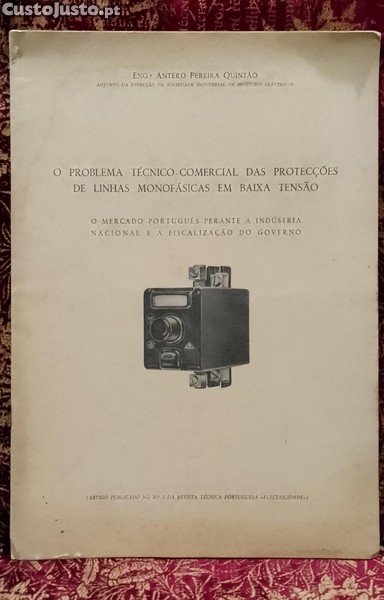 CustoJusto.pt
ENG.º ANTERO PEREIRA QUINTÃO
ADJUNTO DA DIRECÇÃO DA SOCIEDADE INDUSTRIAL DE PRODUTOS ELÉCTRICOS
O PROBLEMA TÉCNICO-COMERCIAL DAS PROTECÇÕES
DE LINHAS MONOFÁSICAS EM BAIXA TENSÃO
O MERCADO PORTUGUÊS PERANTE A INDÚSTRIA
NACIONAL E A FISCALIZAÇÃO DO GOVERNO
(ARTIGO PUBLICADO NO N.º 3 DA REVISTA TÉCNICA PORTUGUESA «ELECTRICIDADE»)